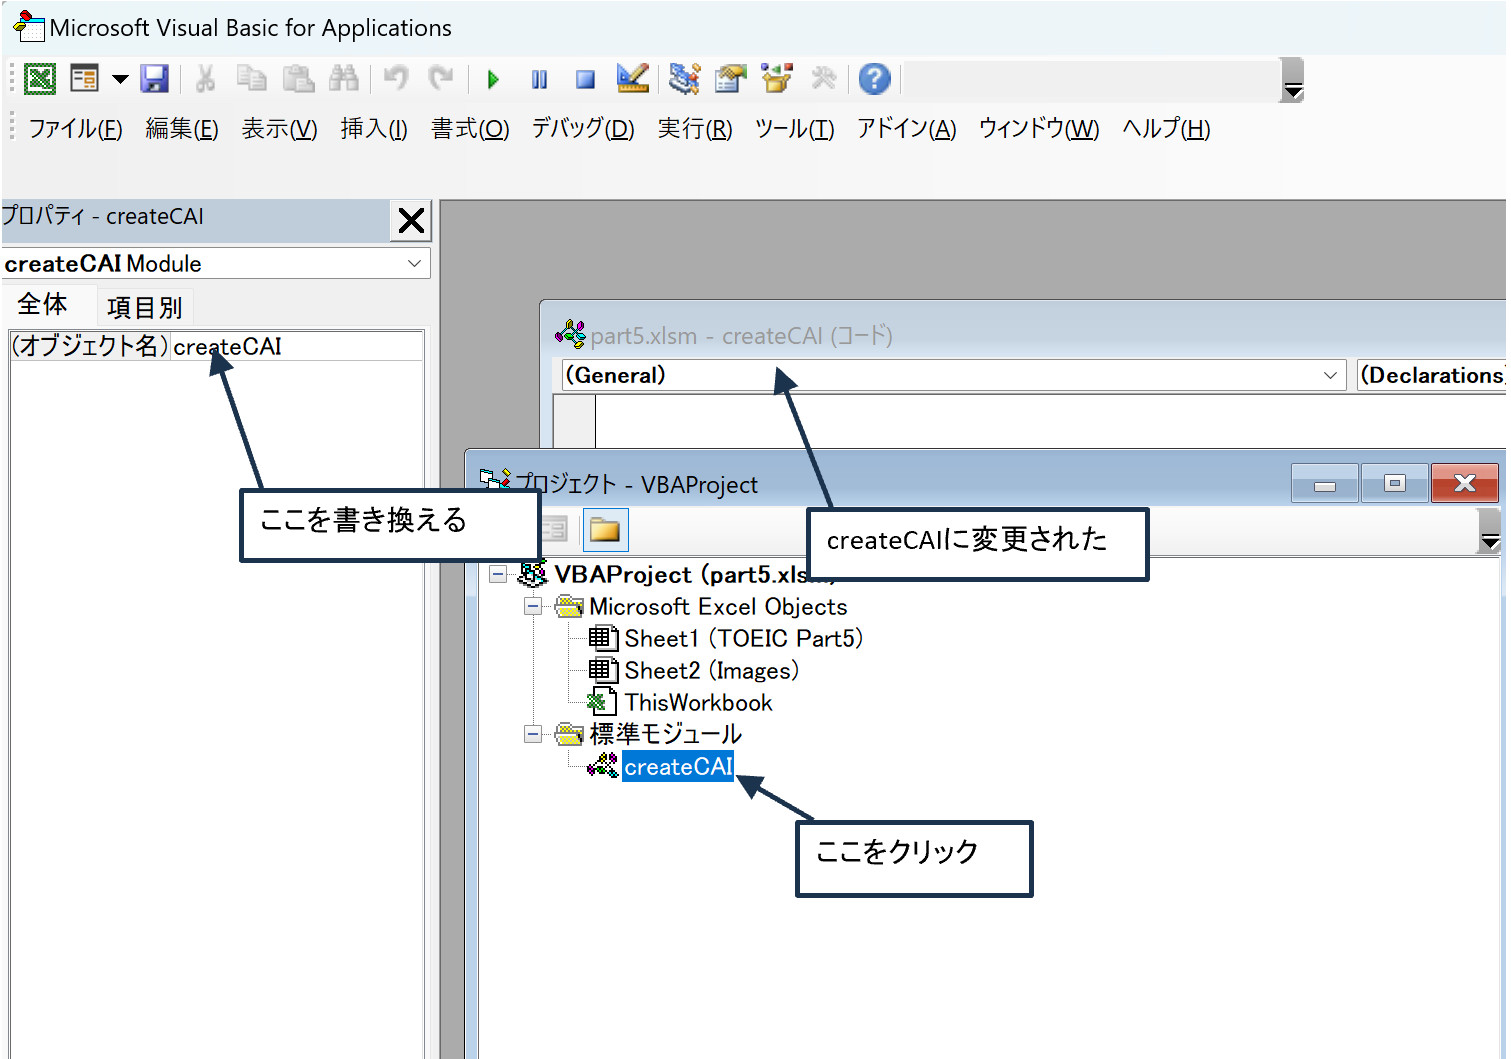 Microsoft Visual Basic for Applications
ファイル(F) 編集(E) 表示(V) 挿入(I) 書式(O) デバッグ(D) 実行(R) ツール(T) アドイン(A) ウィンドウ(W) ヘルプ(H)
プロパティ - createCAI
createCAI Module
全体 項目別
(オブジェクト名) createCAI
ここを書き換える
part5.xlsm - createCAI (コード)
(General) (Declarations)
プロジェクト - VBAProject
createCAIに変更された
VBAProject (part5.xlsm)
Microsoft Excel Objects
Sheet1 (TOEIC Part5)
Sheet2 (Images)
ThisWorkbook
標準モジュール
createCAI
ここをクリック